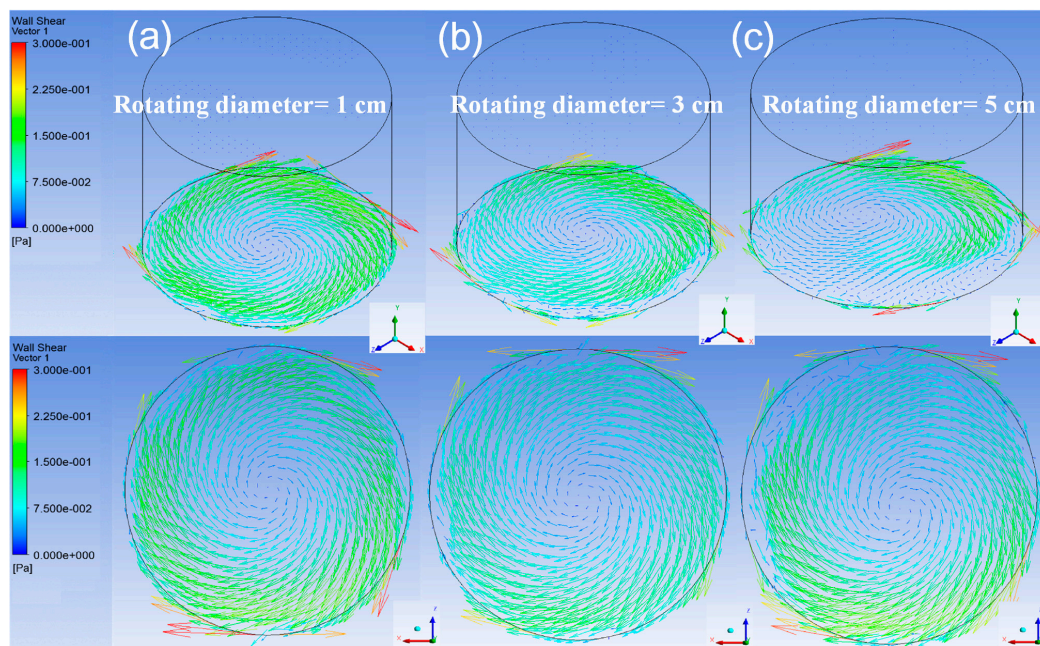 Wall Shear
Vector 1
3.000e-001
2.250e-001
1.500e-001
7.500e-002
0.000e+000
[Pa]
(a)
Rotating diameter= 1 cm
Y
Z
X
(b)
Rotating diameter= 3 cm
Y
Z
X
(c)
Rotating diameter= 5 cm
Y
Z
X
Wall Shear
Vector 1
3.000e-001
2.250e-001
1.500e-001
7.500e-002
0.000e+000
[Pa]
Z
X
Z
X
Z
X